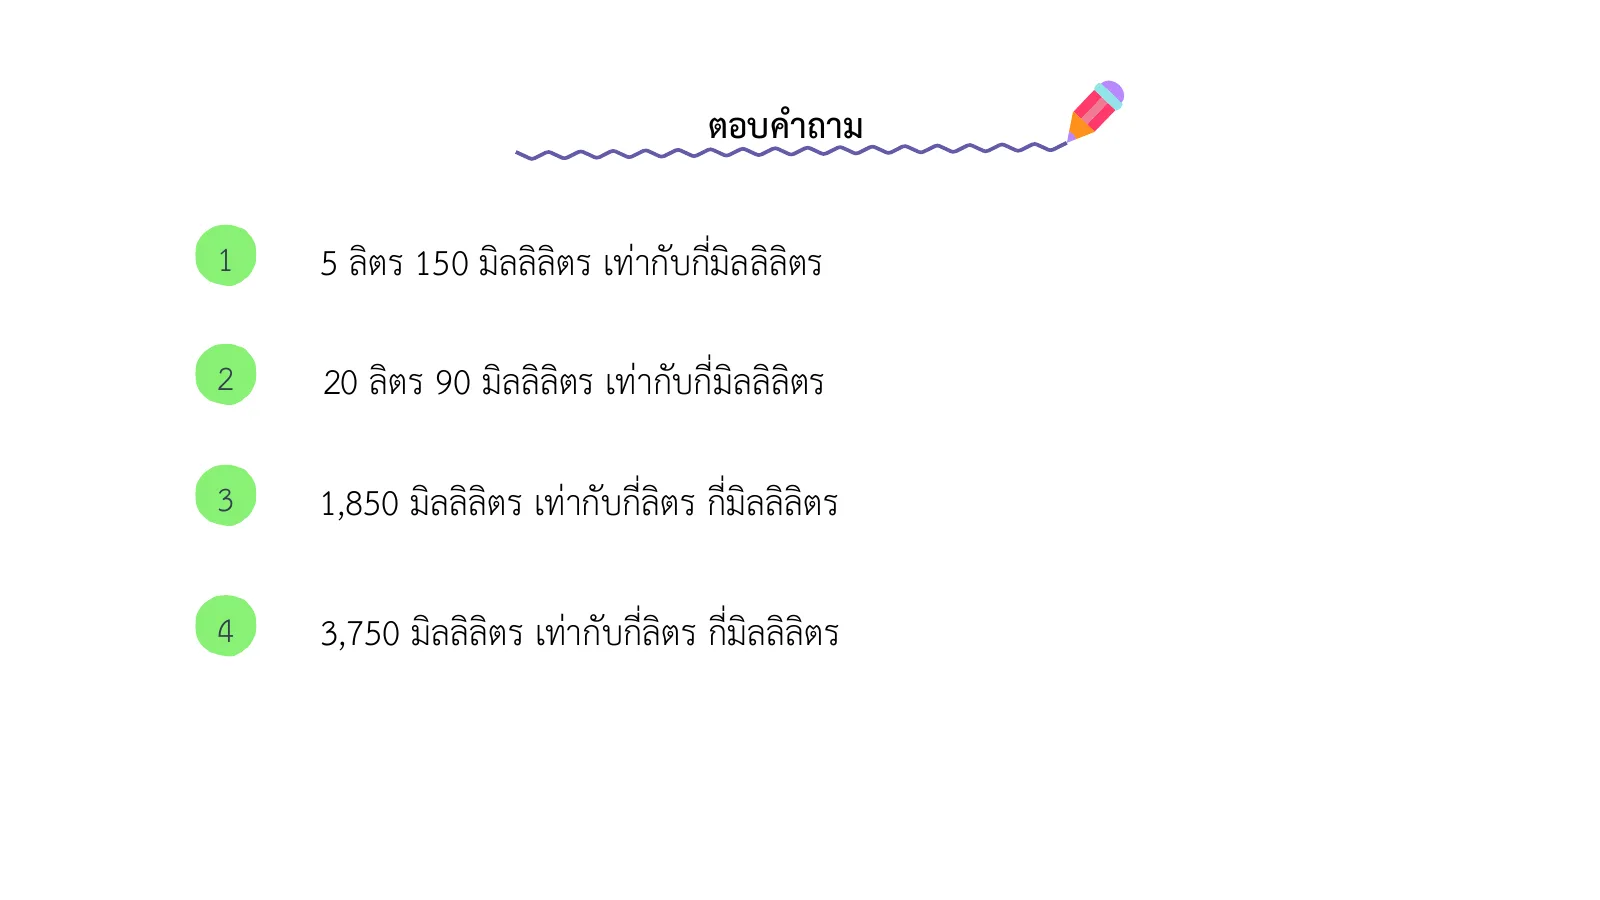 ตอบคำถาม
1 5 ลิตร 150 มิลลิลิตร เท่ากับกี่มิลลิลิตร
2 20 ลิตร 90 มิลลิลิตร เท่ากับกี่มิลลิลิตร
3 1,850 มิลลิลิตร เท่ากับกี่ลิตร กี่มิลลิลิตร
4 3,750 มิลลิลิตร เท่ากับกี่ลิตร กี่มิลลิลิตร